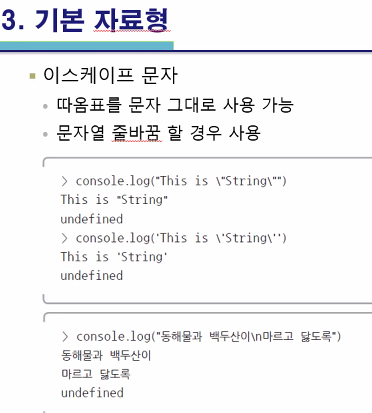 3. 기본 자료형
이스케이프 문자
따옴표를 문자 그대로 사용 가능
문자열 줄바꿈 할 경우 사용
> console.log("This is \"String\"")
This is "String"
undefined
> console.log('This is \'String\'')
This is 'String'
undefined
> console.log("동해물과 백두산이\n마르고 닳도록")
동해물과 백두산이
마르고 닳도록
undefined